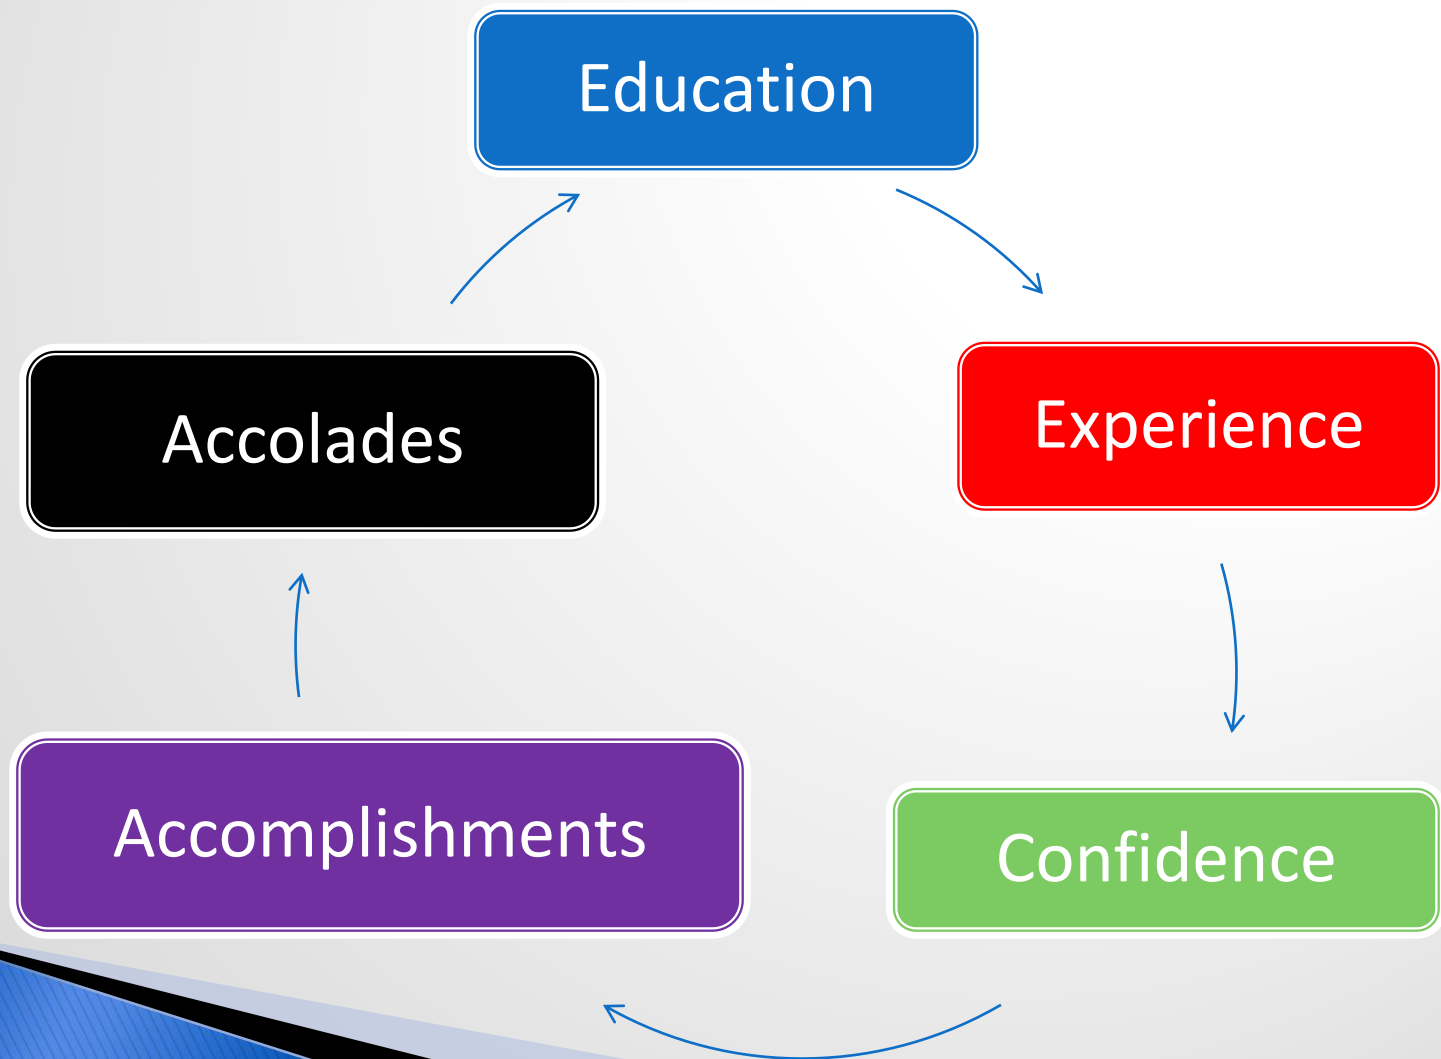 Education
Experience
Confidence
Accomplishments
Accolades